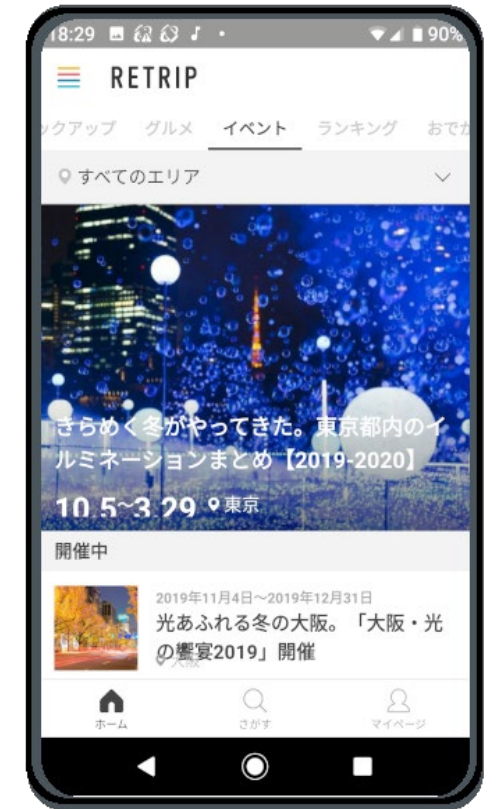 18:29
90%
RETRIP
ックアップ グルメ イベント ランキング おでか
すべてのエリア
きらめく冬がやってきた。東京都内のイ
ルミネーションまとめ【2019-2020】
10.5~3.29 東京
開催中
2019年11月4日〜2019年12月31日
光あふれる冬の大阪。「大阪・光
の饗宴2019」開催
大阪
ホーム さがす マイページ